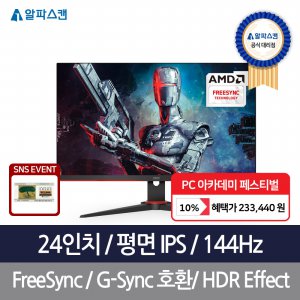 알파스캔
알파스캔
공식 대리점
AMD
FREESYNC
TECHNOLOGY
SNS EVENT
PC 아카데미 페스티벌
10% 혜택가 233,440 원
24인치 / 평면 IPS / 144Hz
FreeSync / G-Sync 호환/ HDR Effect